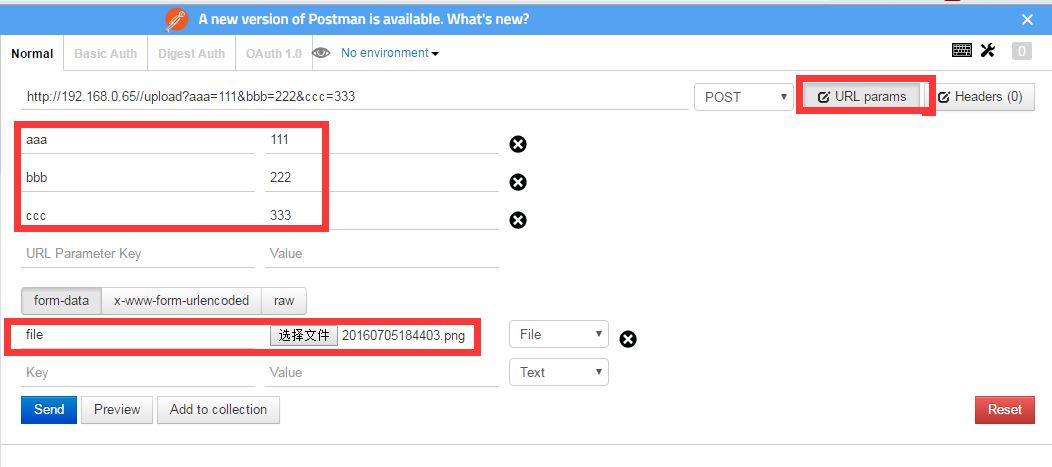 A new version of Postman is available. What's new?
Normal Basic Auth Digest Auth OAuth 1.0 No environment 0
http://192.168.0.65//upload?aaa=111&bbb=222&ccc=333 POST URL params Headers (0)
aaa 111
bbb 222
ccc 333
URL Parameter Key Value
form-data x-www-form-urlencoded raw
file 选择文件 20160705184403.png File
Key Value Text
Send Preview Add to collection Reset